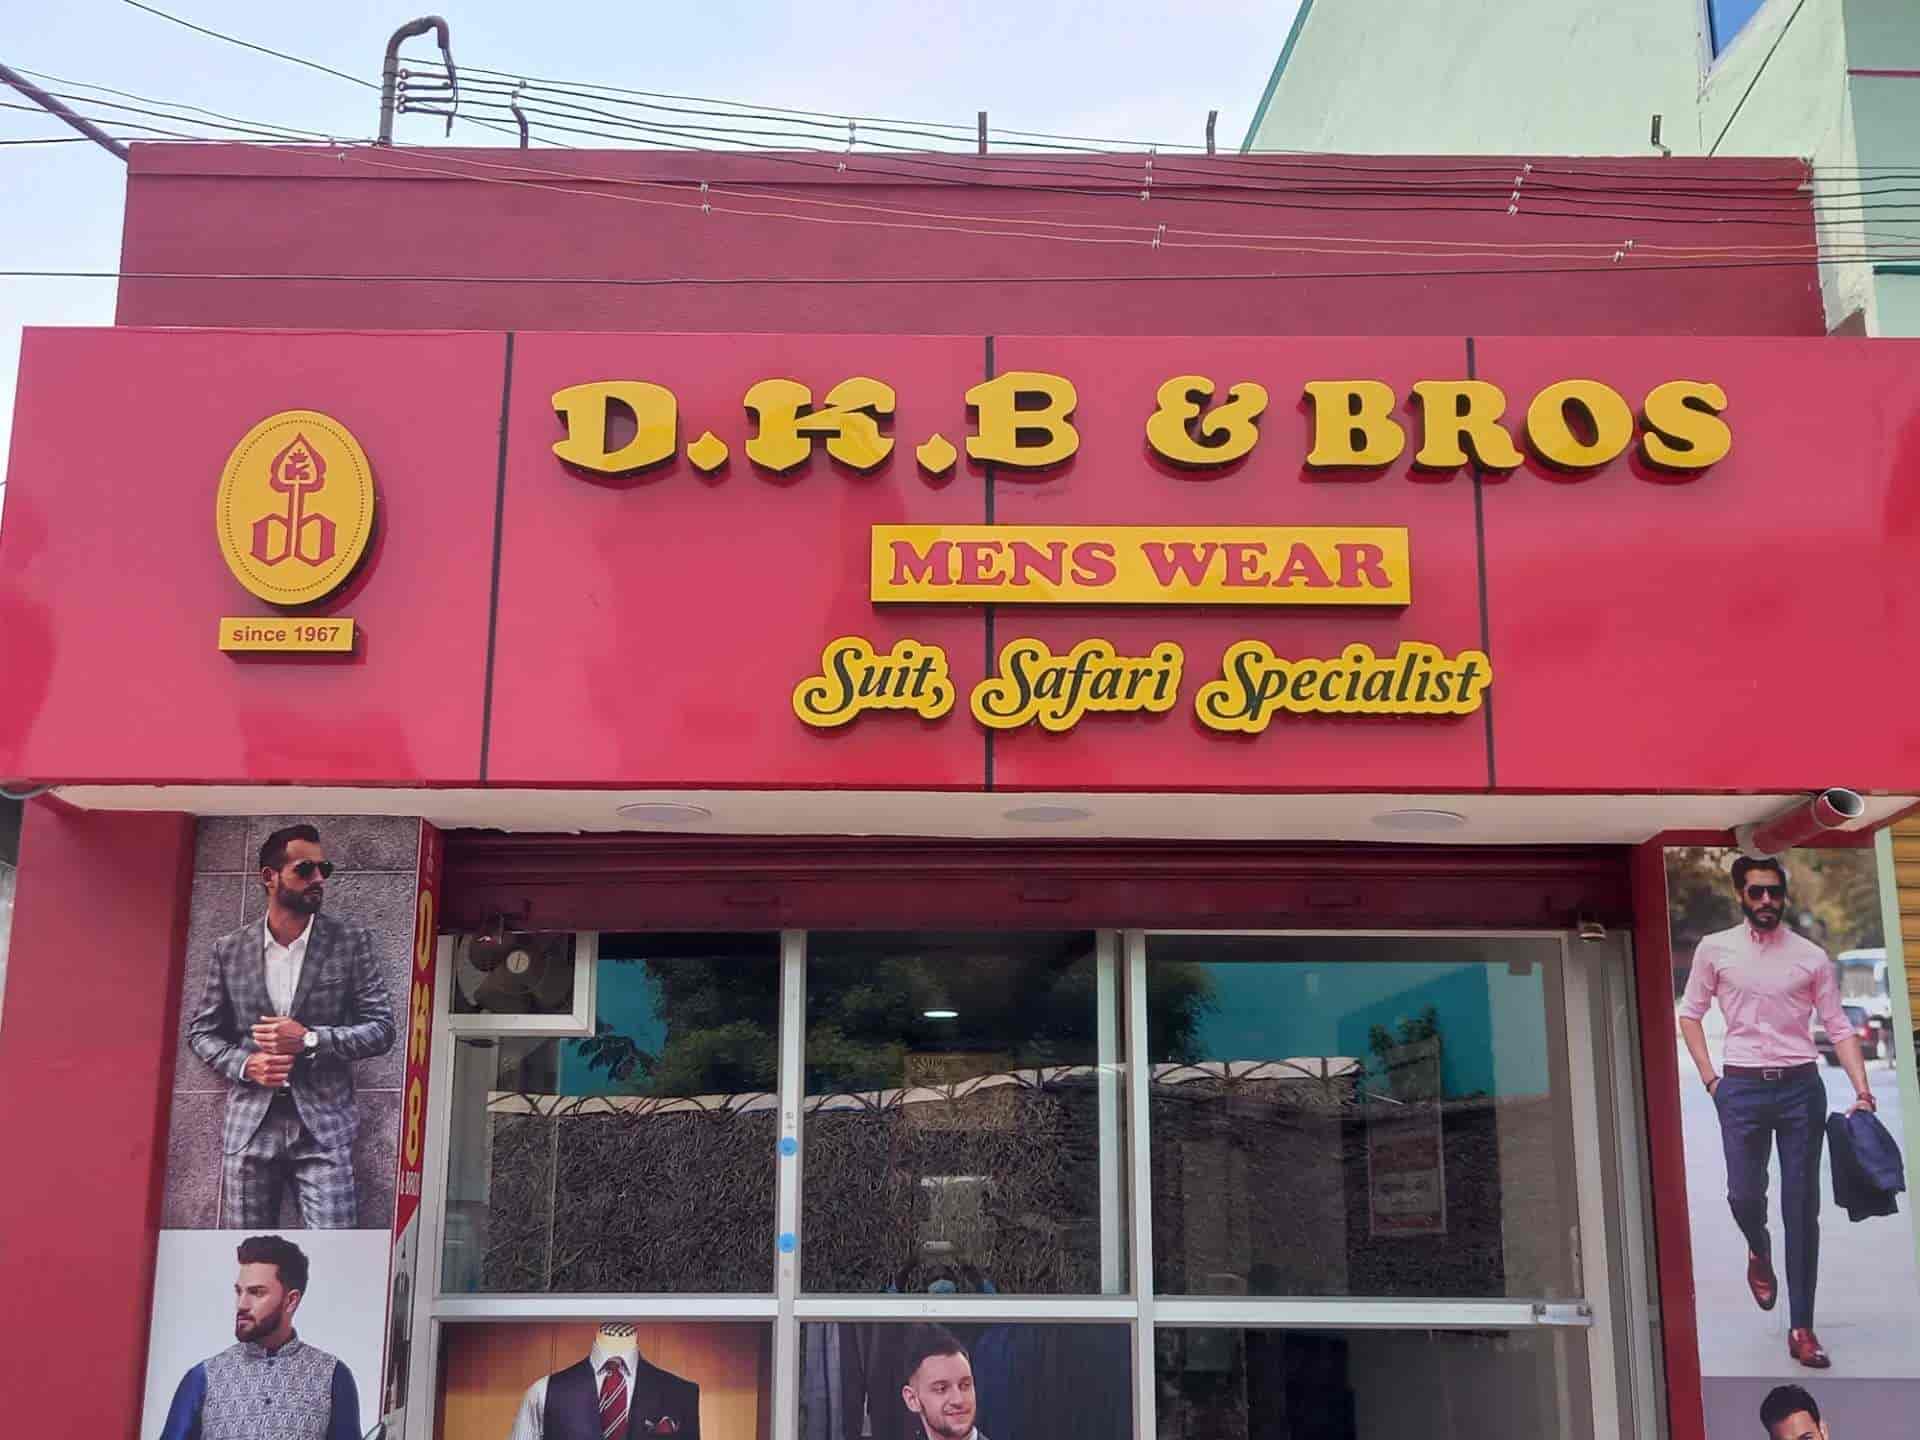 D.K.B & BROS
MENS WEAR
Suit, Safari Specialist
since 1967
DKB
& BROS